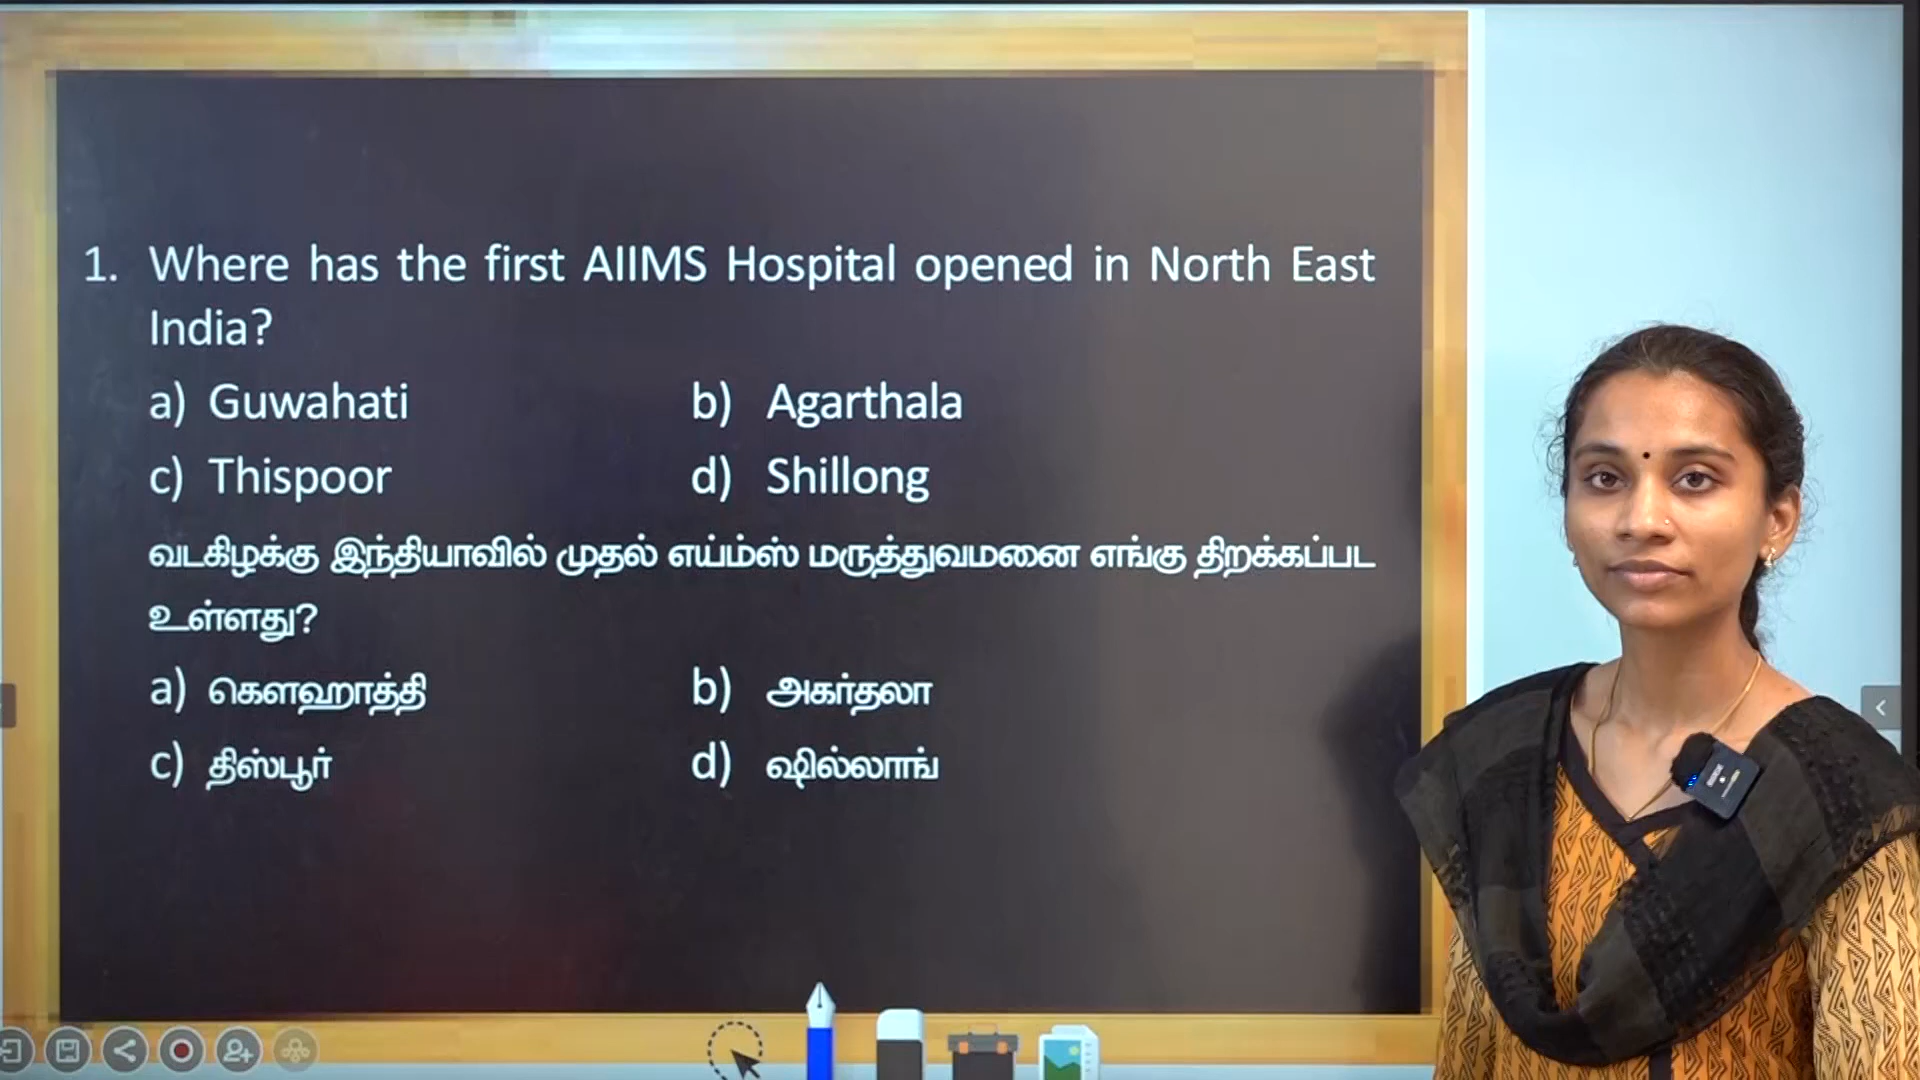 1. Where has the first AIIMS Hospital opened in North East
India?
a) Guwahati b) Agarthala
c) Thispoor d) Shillong
வடகிழக்கு இந்தியாவில் முதல் எய்ம்ஸ் மருத்துவமனை எங்கு திறக்கப்பட
உள்ளது?
a) கௌஹாத்தி b) அகர்தலா
c) திஸ்பூர் d) ஷில்லாங்